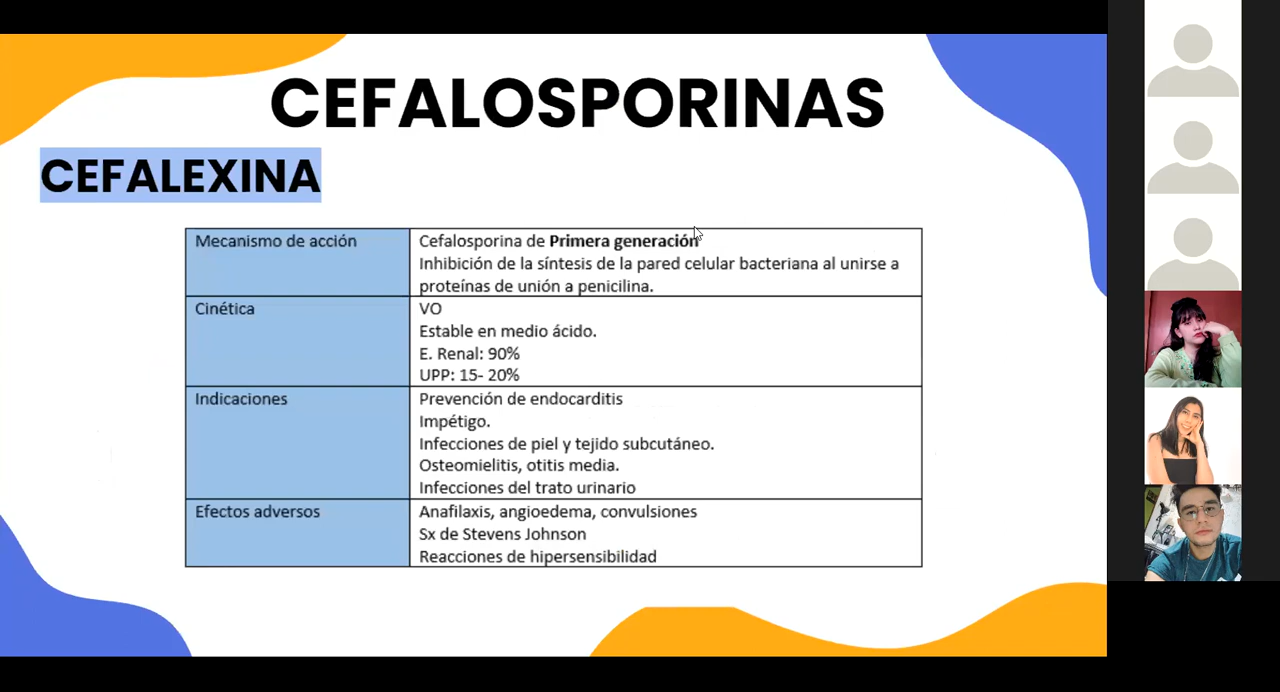 CEFALOSPORINAS
CEFALEXINA
Mecanismo de acción
Cefalosporina de Primera generación
Inhibición de la síntesis de la pared celular bacteriana al unirse a
proteínas de unión a penicilina.
Cinética
VO
Estable en medio ácido.
E. Renal: 90%
UPP: 15- 20%
Indicaciones
Prevención de endocarditis
Impétigo.
Infecciones de piel y tejido subcutáneo.
Osteomielitis, otitis media.
Infecciones del trato urinario
Efectos adversos
Anafilaxis, angioedema, convulsiones
Sx de Stevens Johnson
Reacciones de hipersensibilidad